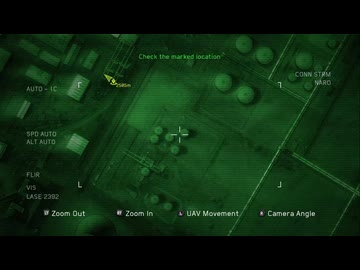 Check the marked location
CONN STRM
NARO
AUTO - IC
SPD AUTO
ALT AUTO
FLIR
VIS
LASE 2392
Zoom Out
Zoom In
UAV Movement
Camera Angle